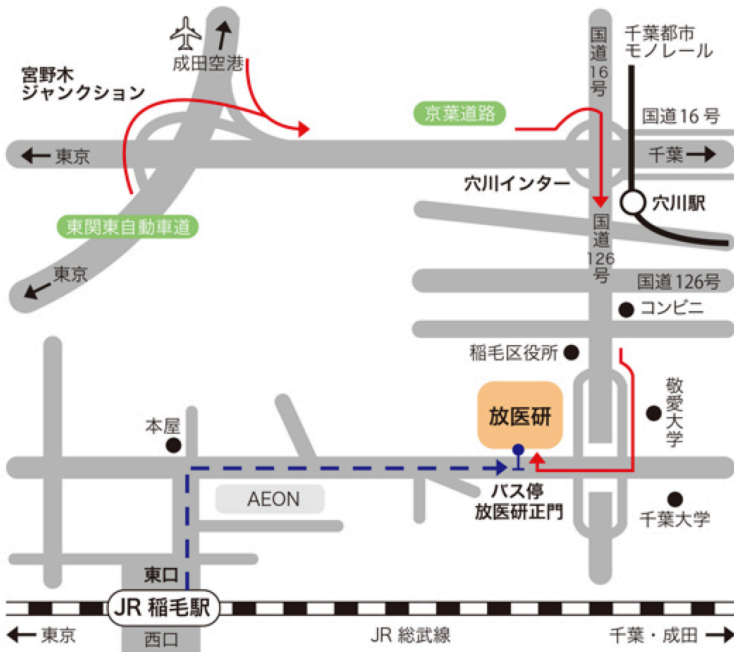 成田空港
宮野木
ジャンクション
国道16号
千葉都市
モノレール
京葉道路
国道16号
東京
千葉
穴川インター
穴川駅
東関東自動車道
国道126号
東京
国道126号
コンビニ
稲毛区役所
敬愛大学
放医研
本屋
AEON
バス停
放医研正門
千葉大学
東口
JR 稲毛駅
西口
東京
JR 総武線
千葉・成田